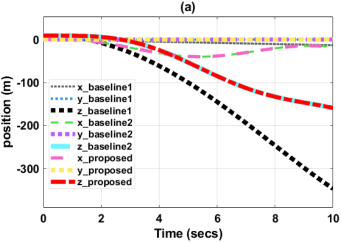 (a)
position (m)
0
-100
-200
-300
x_baseline1
y_baseline1
z_baseline1
x_baseline2
y_baseline2
z_baseline2
x_proposed
y_proposed
z_proposed
0 2 4 6 8 10
Time (secs)